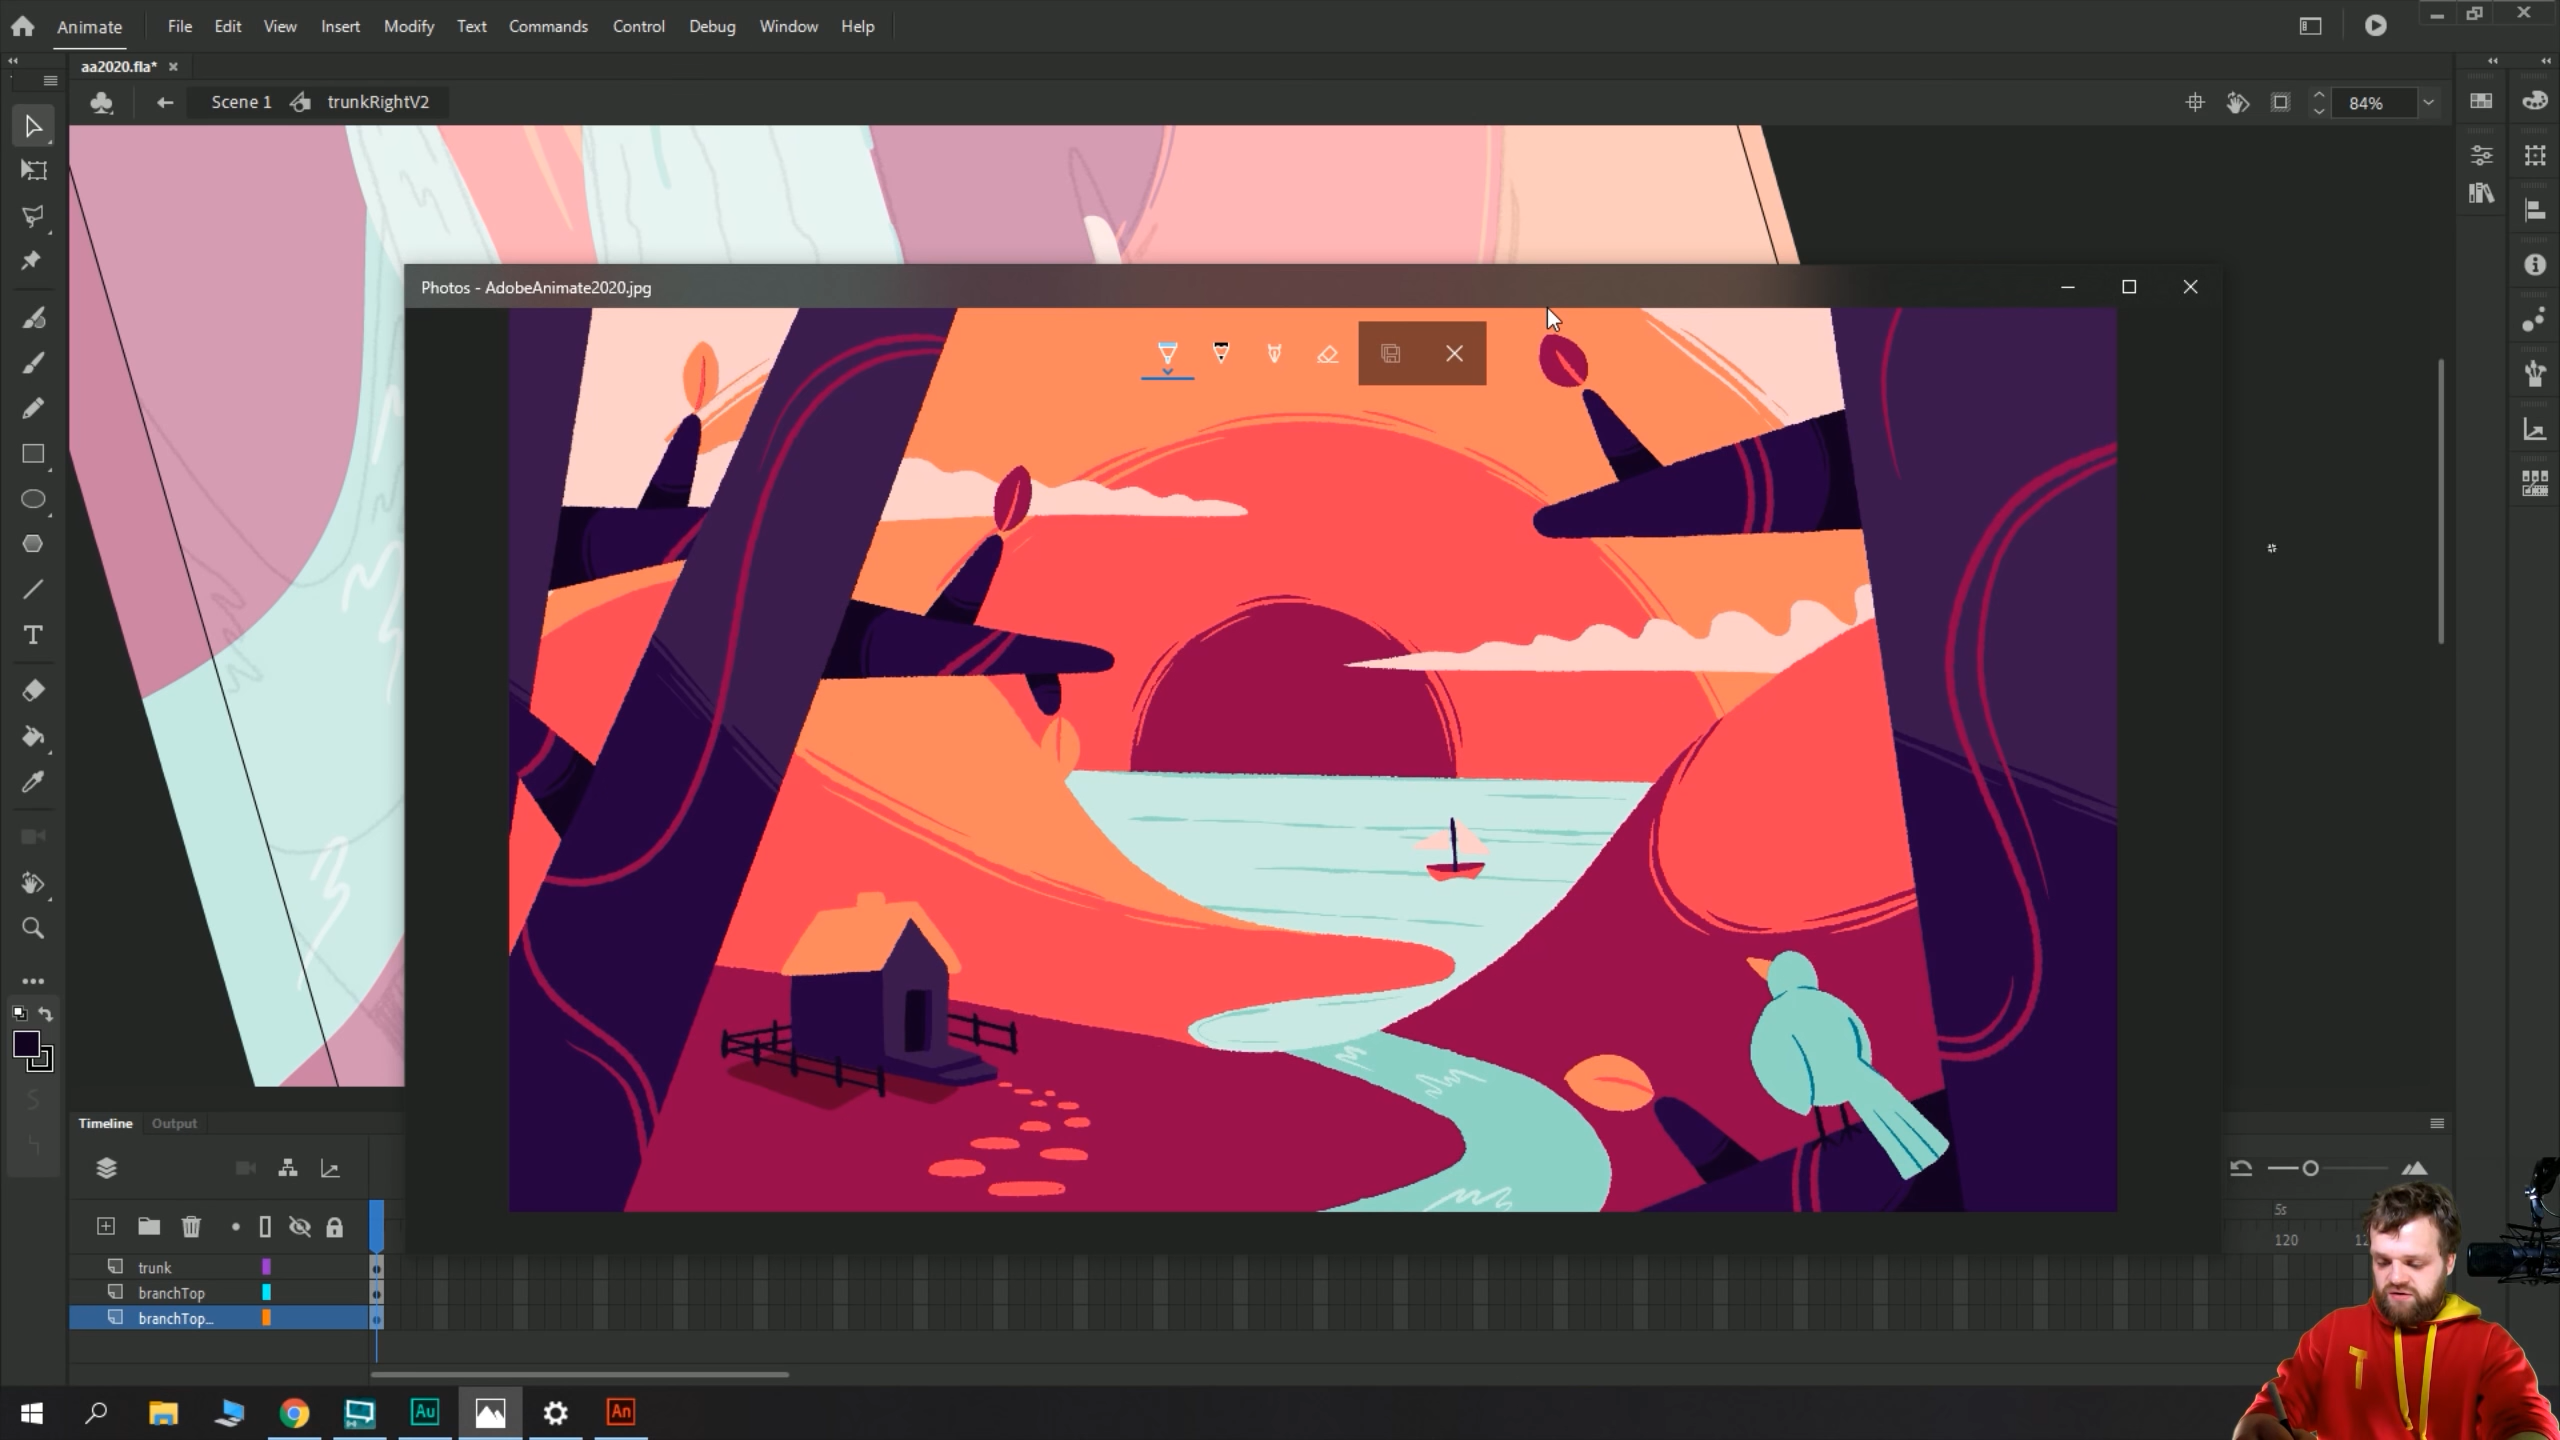 Animate File Edit View Insert Modify Text Commands Control Debug Window Help
aa2020.fla*
Scene 1 trunkRightV2 84%
Photos - AdobeAnimate2020.jpg
T
Timeline Output
5s
120
trunk
branchTop
branchTop...
Au An